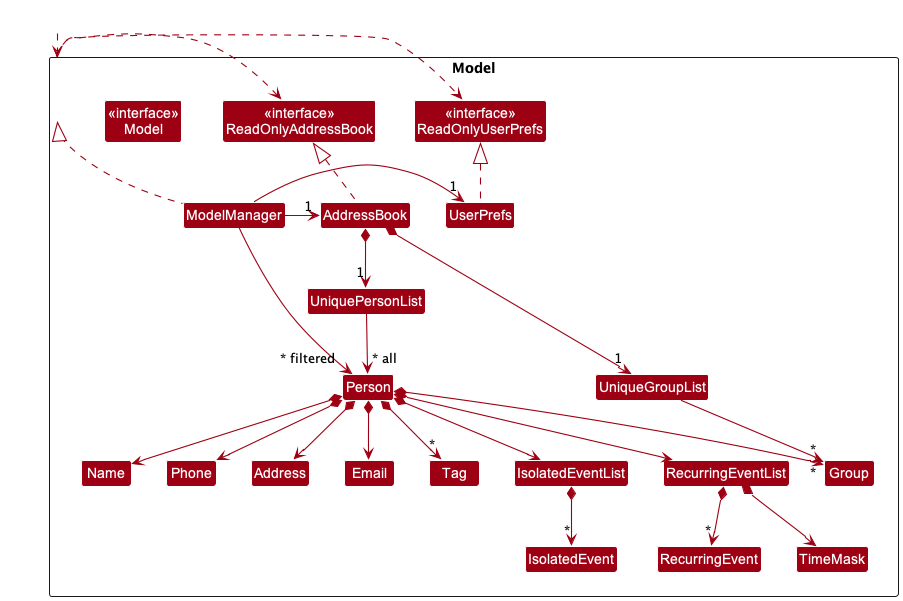 Model
«interface»
Model
«interface»
ReadOnlyAddressBook
«interface»
ReadOnlyUserPrefs
1
1
ModelManager
AddressBook
UserPrefs
1
UniquePersonList
* filtered
* all
1
Person
UniqueGroupList
*
*
*
Name
Phone
Address
Email
Tag
IsolatedEventList
RecurringEventList
Group
*
*
IsolatedEvent
RecurringEvent
TimeMask